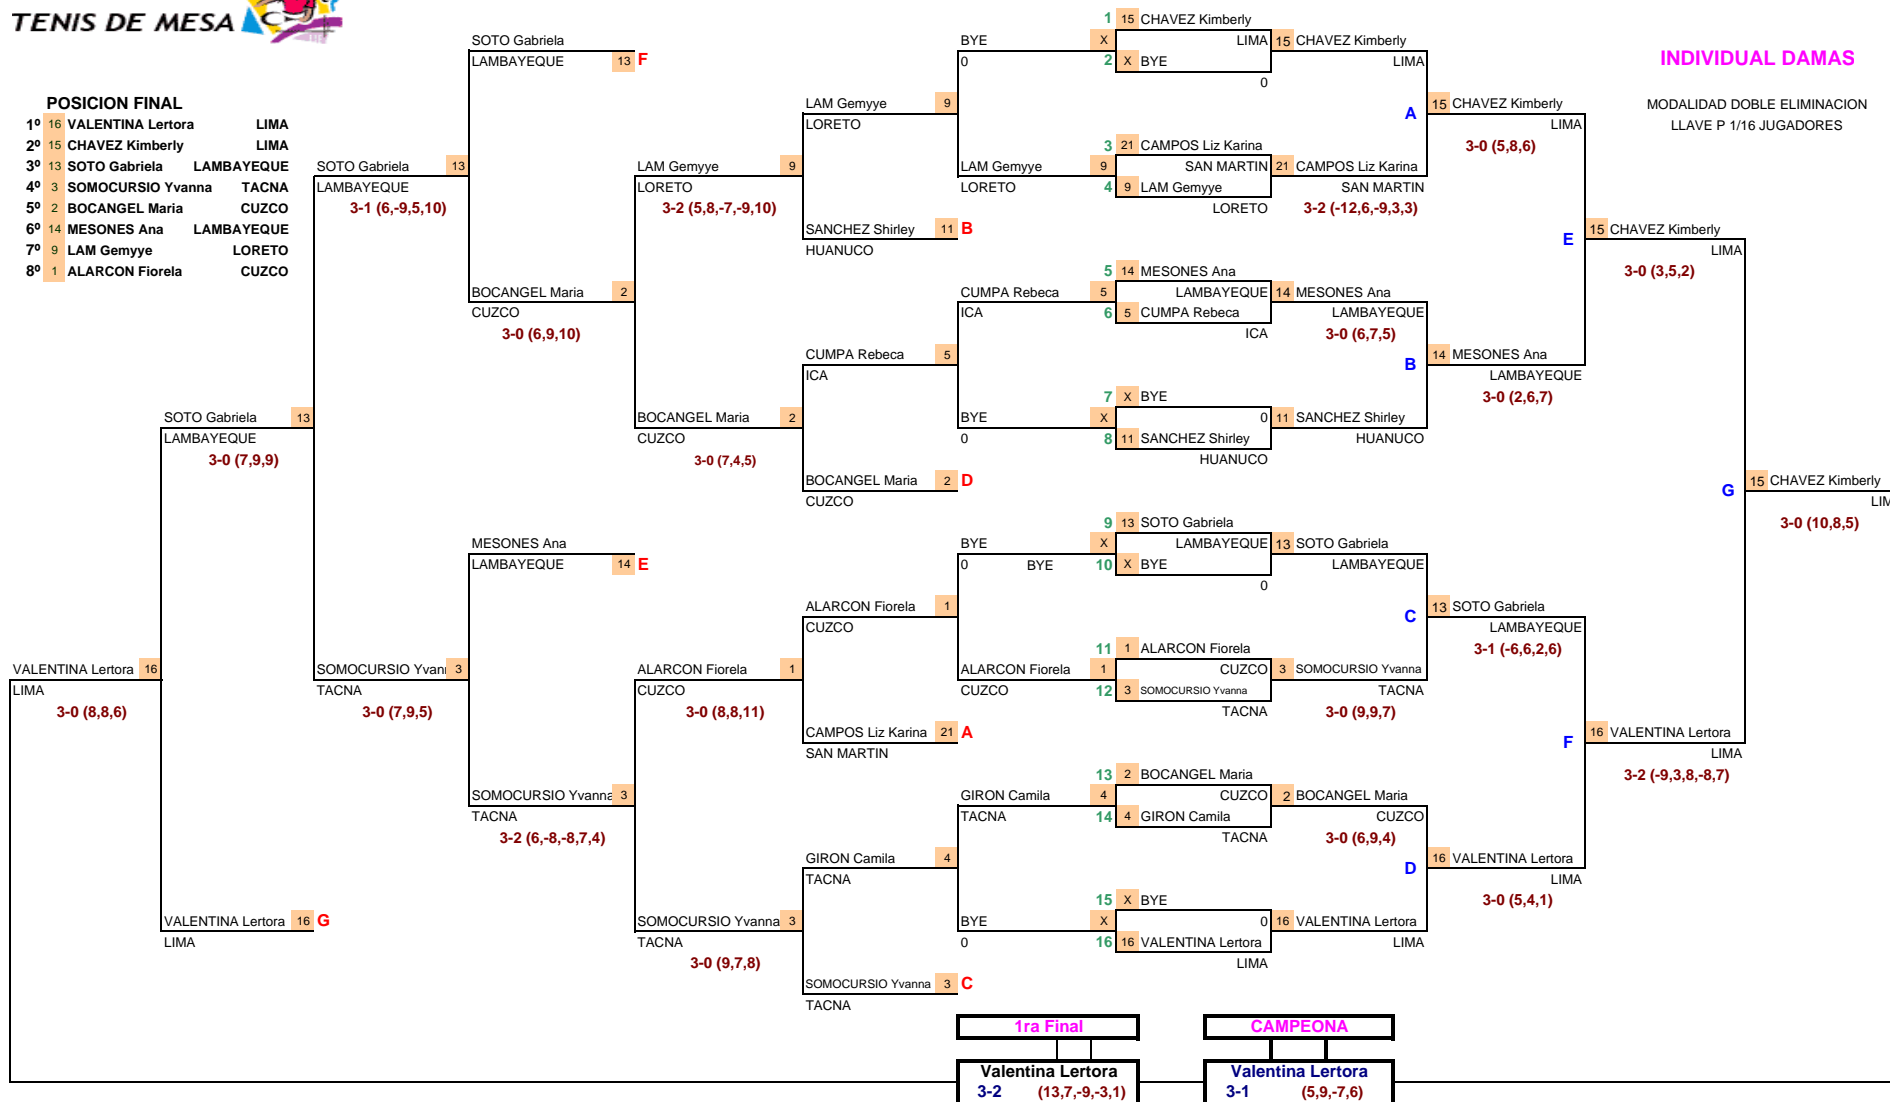 TENIS DE MESA
INDIVIDUAL DAMAS
MODALIDAD DOBLE ELIMINACION
LLAVE P 1/16 JUGADORES
POSICION FINAL
1º 16 VALENTINA Lertora LIMA
2º 15 CHAVEZ Kimberly LIMA
3º 13 SOTO Gabriela LAMBAYEQUE
4º 3 SOMOCURSIO Yvanna TACNA
5º 2 BOCANGEL Maria CUZCO
6º 14 MESONES Ana LAMBAYEQUE
7º 9 LAM Gemyye LORETO
8º 1 ALARCON Fiorela CUZCO
VALENTINA Lertora 16
LIMA
3-0 (8,8,6)
SOTO Gabriela 13
LAMBAYEQUE
3-0 (7,9,9)
VALENTINA Lertora 16 G
LIMA
SOTO Gabriela 13
LAMBAYEQUE
3-1 (6,-9,5,10)
SOMOCURSIO Yvanr 3
TACNA
3-0 (7,9,5)
SOTO Gabriela
LAMBAYEQUE 13 F
BOCANGEL Maria 2
CUZCO
3-0 (6,9,10)
MESONES Ana
LAMBAYEQUE 14 E
SOMOCURSIO Yvanna 3
TACNA
3-2 (6,-8,-8,7,4)
LAM Gemyye 9
LORETO
3-2 (5,8,-7,-9,10)
BOCANGEL Maria 2
CUZCO
3-0 (7,4,5)
ALARCON Fiorela 1
CUZCO
3-0 (8,8,11)
SOMOCURSIO Yvanna 3
TACNA
3-0 (9,7,8)
LAM Gemyye 9
LORETO
SANCHEZ Shirley 11 B
HUANUCO
CUMPA Rebeca 5
ICA
BOCANGEL Maria 2 D
CUZCO
ALARCON Fiorela 1
CUZCO
CAMPOS Liz Karina 21 A
SAN MARTIN
GIRON Camila 4
TACNA
SOMOCURSIO Yvanna 3 C
TACNA
BYE X
0
LAM Gemyye 9
LORETO
CUMPA Rebeca 5
ICA
BYE X
0
BYE X
0 BYE
ALARCON Fiorela 1
CUZCO
GIRON Camila 4
TACNA
BYE X
0
1 15 CHAVEZ Kimberly
LIMA
2 X BYE
0
3 21 CAMPOS Liz Karina
SAN MARTIN
4 9 LAM Gemyye
LORETO
5 14 MESONES Ana
LAMBAYEQUE
6 5 CUMPA Rebeca
ICA
7 X BYE
0
8 11 SANCHEZ Shirley
HUANUCO
9 13 SOTO Gabriela
LAMBAYEQUE
10 X BYE
0
11 1 ALARCON Fiorela
CUZCO
12 3 SOMOCURSIO Yvanna
TACNA
13 2 BOCANGEL Maria
CUZCO
14 4 GIRON Camila
TACNA
15 X BYE
0
16 16 VALENTINA Lertora
LIMA
15 CHAVEZ Kimberly
LIMA
A
21 CAMPOS Liz Karina
SAN MARTIN
3-2 (-12,6,-9,3,3)
14 MESONES Ana
LAMBAYEQUE
3-0 (6,7,5)
B
11 SANCHEZ Shirley
HUANUCO
13 SOTO Gabriela
LAMBAYEQUE
C
3 SOMOCURSIO Yvanna
TACNA
3-0 (9,9,7)
2 BOCANGEL Maria
CUZCO
3-0 (6,9,4)
D
16 VALENTINA Lertora
LIMA
15 CHAVEZ Kimberly
LIMA
3-0 (5,8,6)
E
14 MESONES Ana
LAMBAYEQUE
3-0 (2,6,7)
13 SOTO Gabriela
LAMBAYEQUE
3-1 (-6,6,2,6)
F
16 VALENTINA Lertora
LIMA
3-0 (5,4,1)
15 CHAVEZ Kimberly
LIMA
3-0 (3,5,2)
G
16 VALENTINA Lertora
LIMA
3-2 (-9,3,8,-8,7)
15 CHAVEZ Kimberly
LIM
3-0 (10,8,5)
1ra Final
Valentina Lertora
3-2 (13,7,-9,-3,1)
CAMPEONA
Valentina Lertora
3-1 (5,9,-7,6)